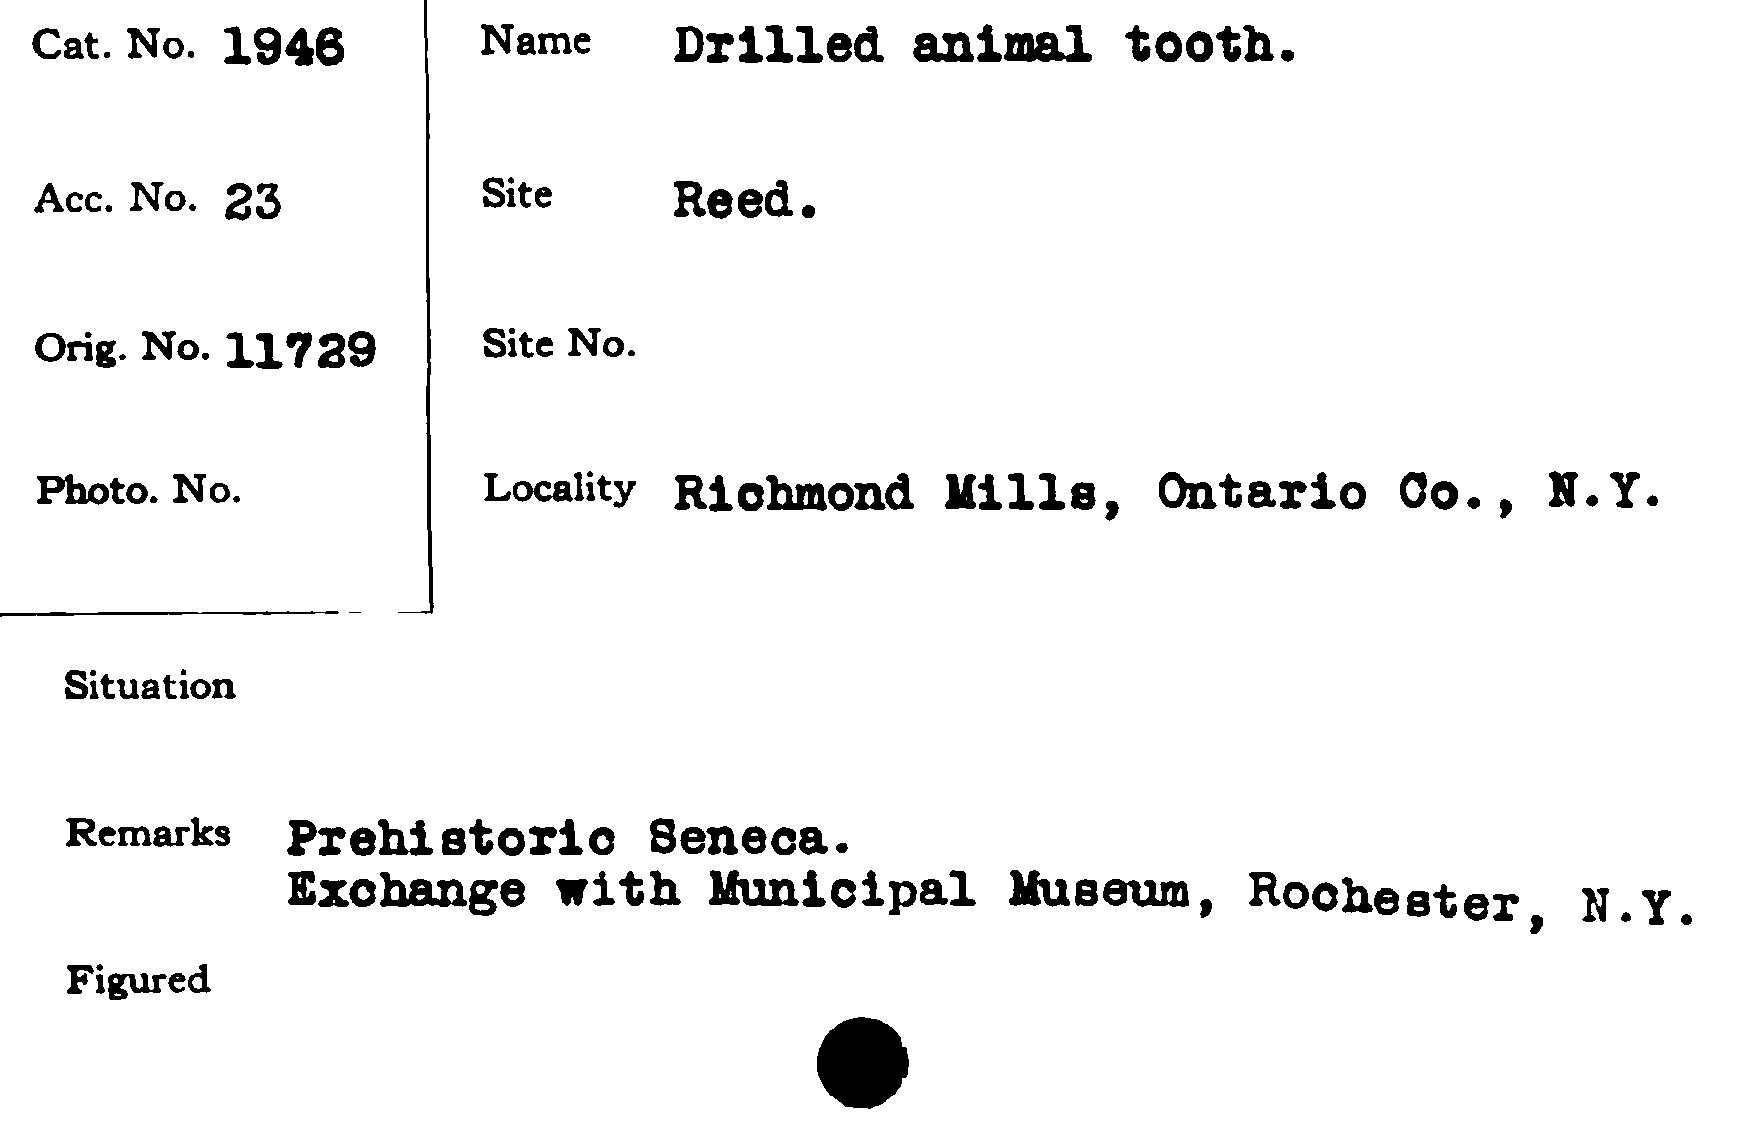 Cat. No. 1946
Name Drilled animal tooth.
Acc. No. 23
Site Reed.
Orig. No. 11729
Site No.
Photo. No.
Locality Richmond Mills, Ontario Co., N.Y.
Situation
Remarks Prehistoric Seneca.
Exchange with Municipal Museum, Rochester, N.Y.
Figured